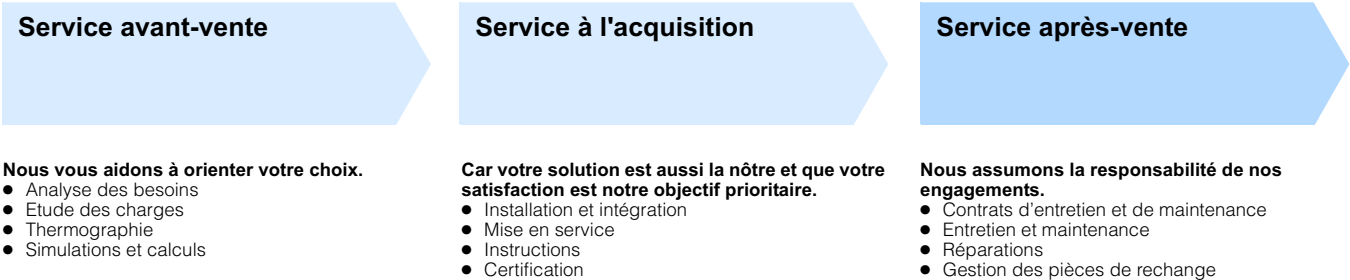 Service avant-vente
Nous vous aidons à orienter votre choix.
● Analyse des besoins
● Etude des charges
● Thermographie
● Simulations et calculs
Service à l'acquisition
Car votre solution est aussi la nôtre et que votre
satisfaction est notre objectif prioritaire.
● Installation et intégration
● Mise en service
● Instructions
● Certification
Service après-vente
Nous assumons la responsabilité de nos
engagements.
● Contrats d’entretien et de maintenance
● Entretien et maintenance
● Réparations
● Gestion des pièces de rechange